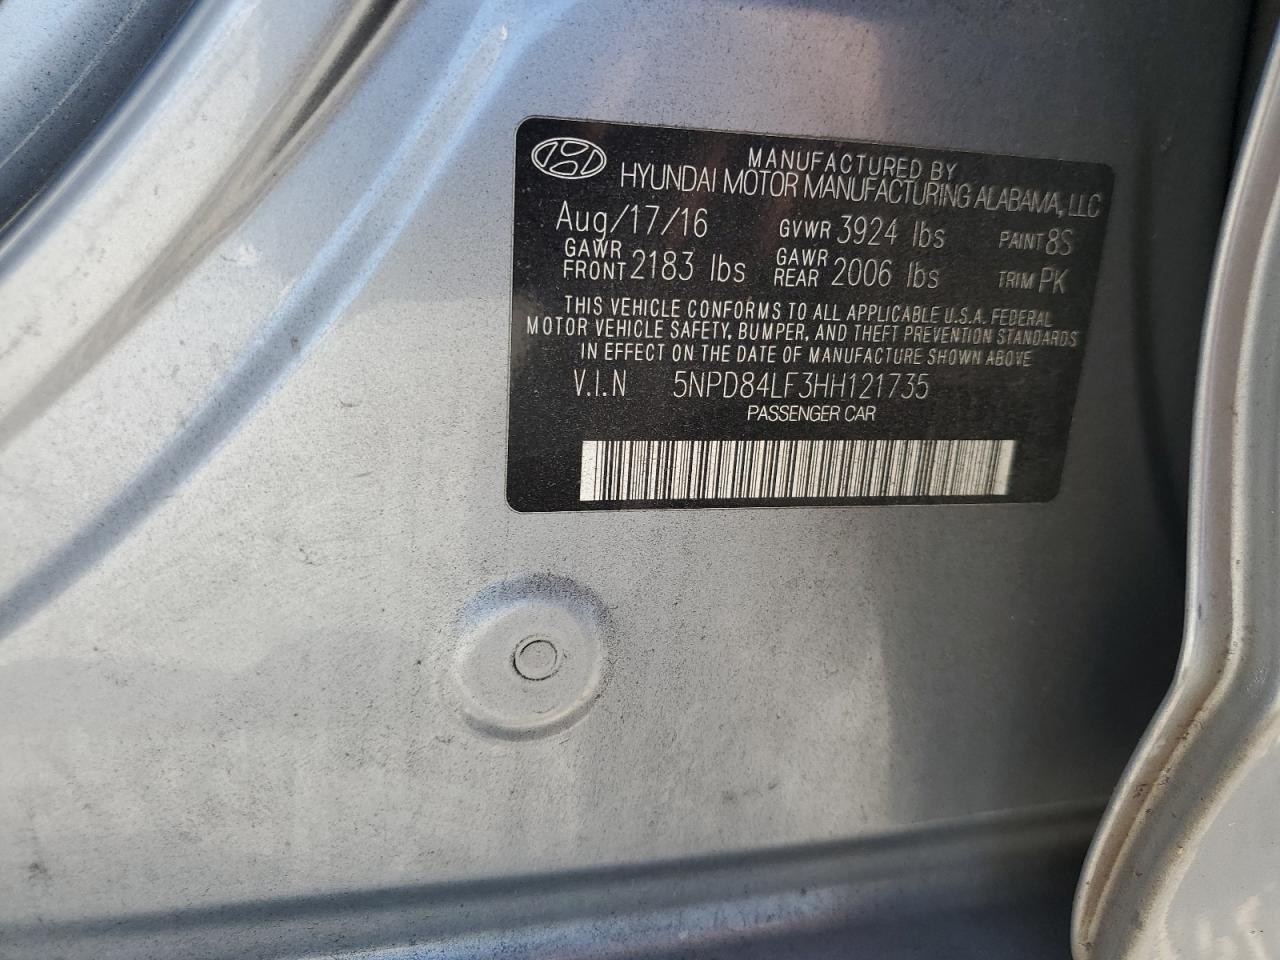 MANUFACTURED BY
HYUNDAI MOTOR MANUFACTURING ALABAMA, LLC
Aug/17/16 GVWR 3924 lbs PAINT 8S
GAWR FRONT 2183 lbs GAWR REAR 2006 lbs TRIM PK
THIS VEHICLE CONFORMS TO ALL APPLICABLE U.S.A. FEDERAL
MOTOR VEHICLE SAFETY, BUMPER, AND THEFT PREVENTION STANDARDS
IN EFFECT ON THE DATE OF MANUFACTURE SHOWN ABOVE
V.I.N 5NPD84LF3HH121735
PASSENGER CAR